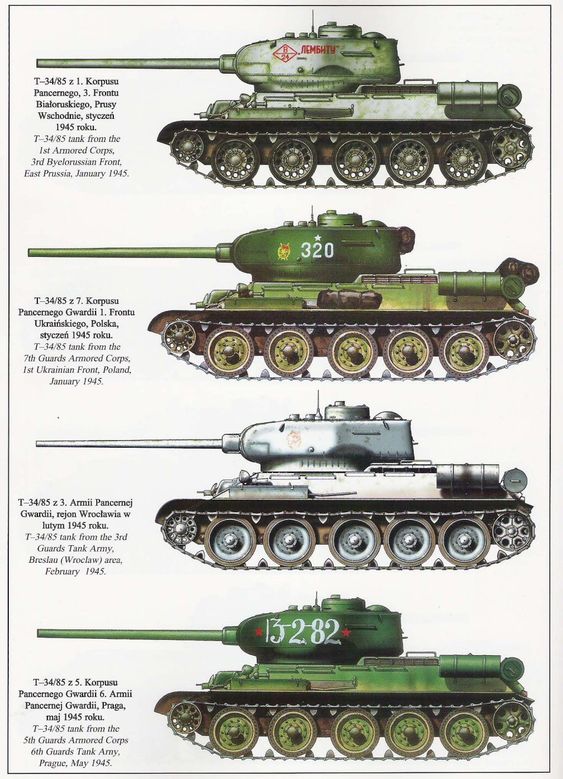 В
24
"ЛЕМБИТУ"
T–34/85 z 1. Korpusu
Pancernego, 3. Frontu
Białoruskiego, Prusy
Wschodnie, styczeń
1945 roku.
T–34/85 tank from the
1st Armored Corps,
3rd Byelorussian Front,
East Prussia, January 1945.
320
T–34/85 z 7. Korpusu
Pancernego Gwardii 1. Frontu
Ukraińskiego, Polska,
styczeń 1945 roku.
T–34/85 tank from the
7th Guards Armored Corps,
1st Ukrainian Front, Poland,
January 1945.
T–34/85 z 3. Armii Pancernej
Gwardii, rejon Wrocławia w
lutym 1945 roku.
T–34/85 tank from the 3rd
Guards Tank Army,
Breslau (Wroclaw) area,
February 1945.
13-2 82
T–34/85 z 5. Korpusu
Pancernego Gwardii 6. Armii
Pancernej Gwardii, Praga,
maj 1945 roku.
T–34/85 tank from the
5th Guards Armored Corps
6th Guards Tank Arny,
Prague, May 1945.